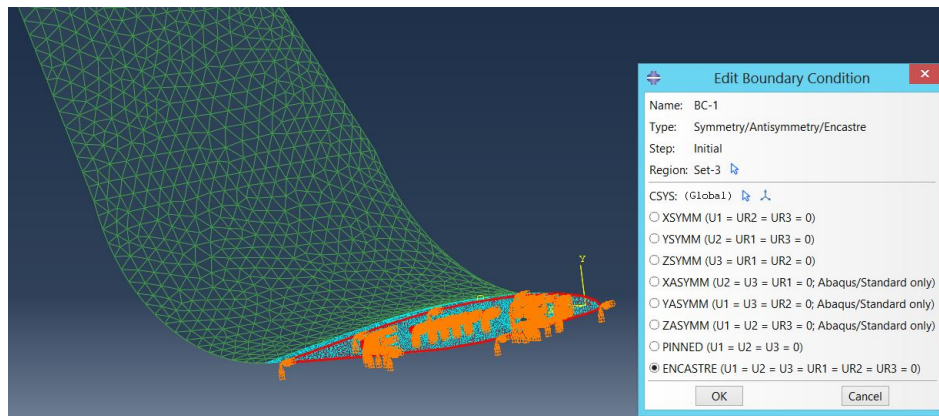 Edit Boundary Condition
Name: BC-1
Type: Symmetry/Antisymmetry/Encastre
Step: Initial
Region: Set-3
CSYS: (Global)
XSYMM (U1 = UR2 = UR3 = 0)
YSYMM (U2 = UR1 = UR3 = 0)
ZSYMM (U3 = UR1 = UR2 = 0)
XASYMM (U2 = U3 = UR1 = 0; Abaqus/Standard only)
YASYMM (U1 = U3 = UR2 = 0; Abaqus/Standard only)
ZASYMM (U1 = U2 = UR3 = 0; Abaqus/Standard only)
PINNED (U1 = U2 = U3 = 0)
ENCASTRE (U1 = U2 = U3 = UR1 = UR2 = UR3 = 0)
OK Cancel
Y